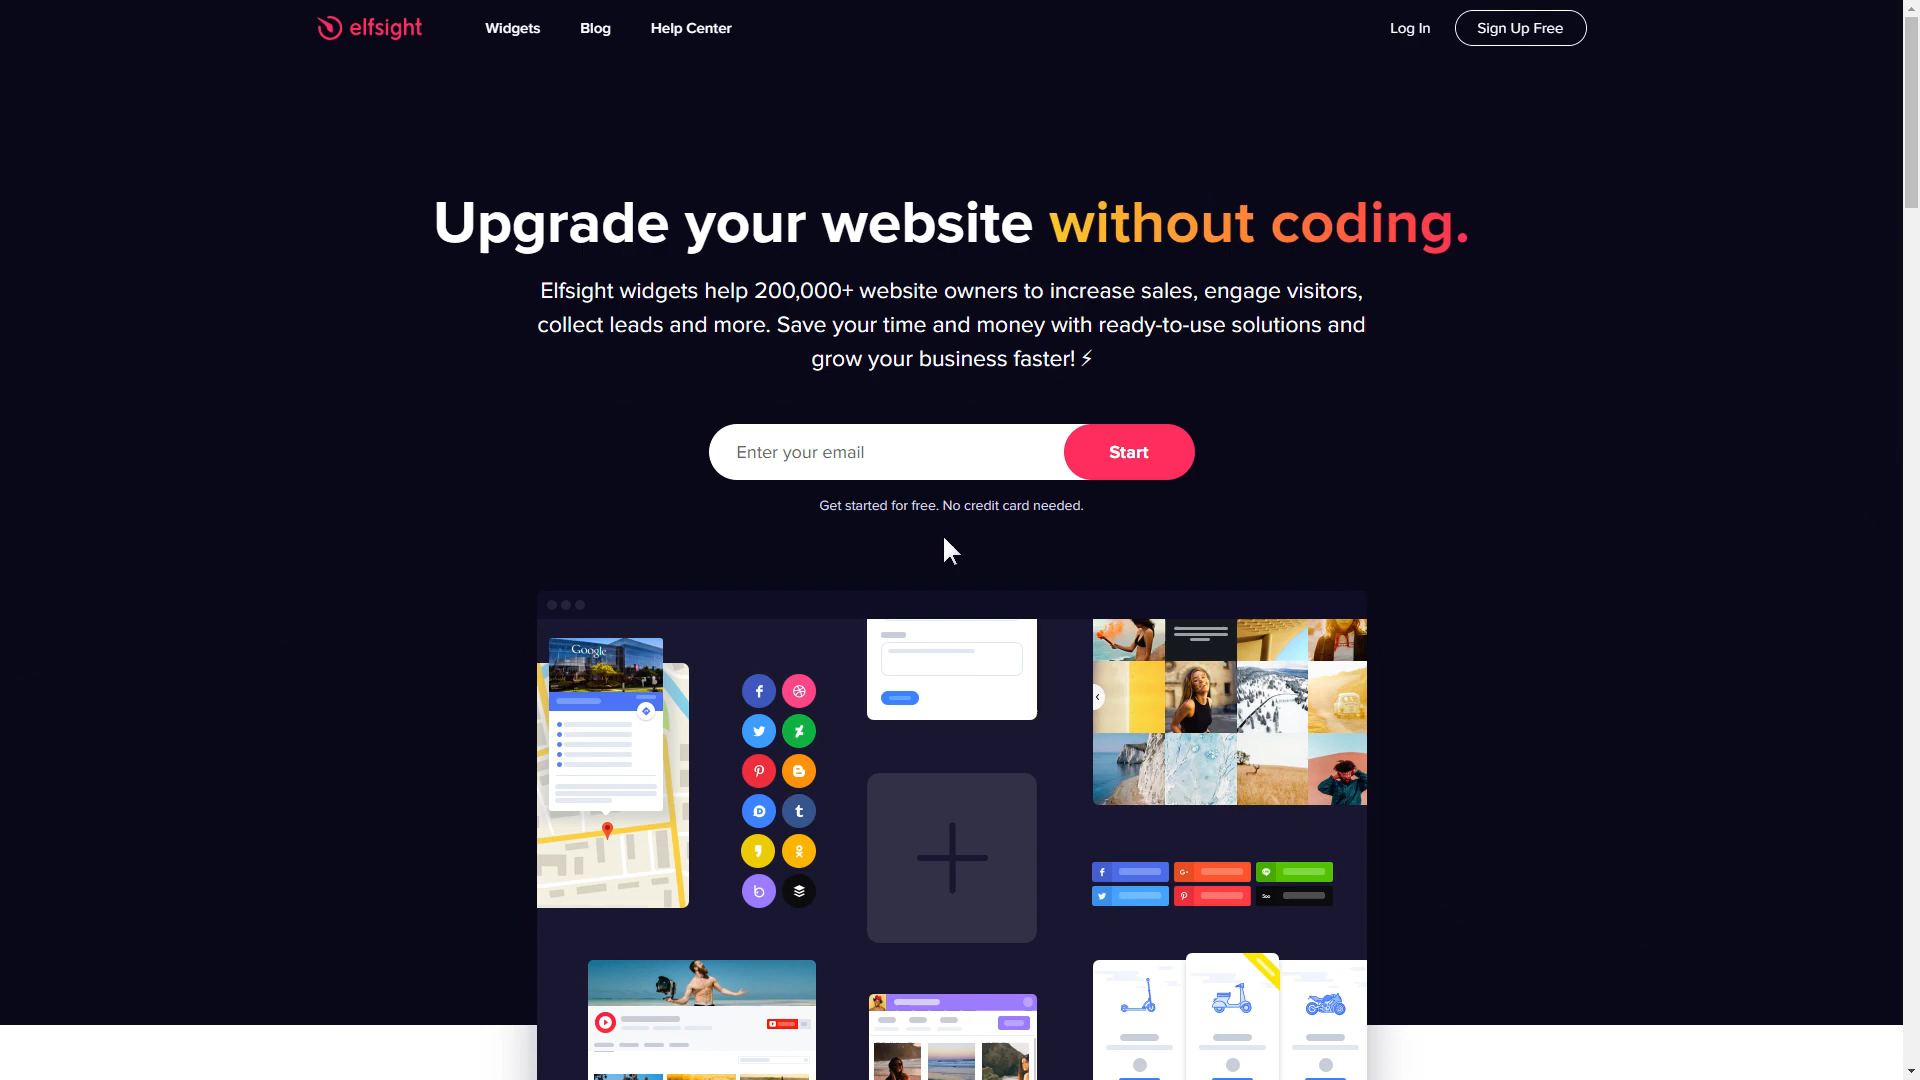 elfsight
Widgets
Blog
Help Center
Log In
Sign Up Free
Upgrade your website without coding.
Elfsight widgets help 200,000+ website owners to increase sales, engage visitors,
collect leads and more. Save your time and money with ready-to-use solutions and
grow your business faster! ⚡
Enter your email
Start
Get started for free. No credit card needed.
Google